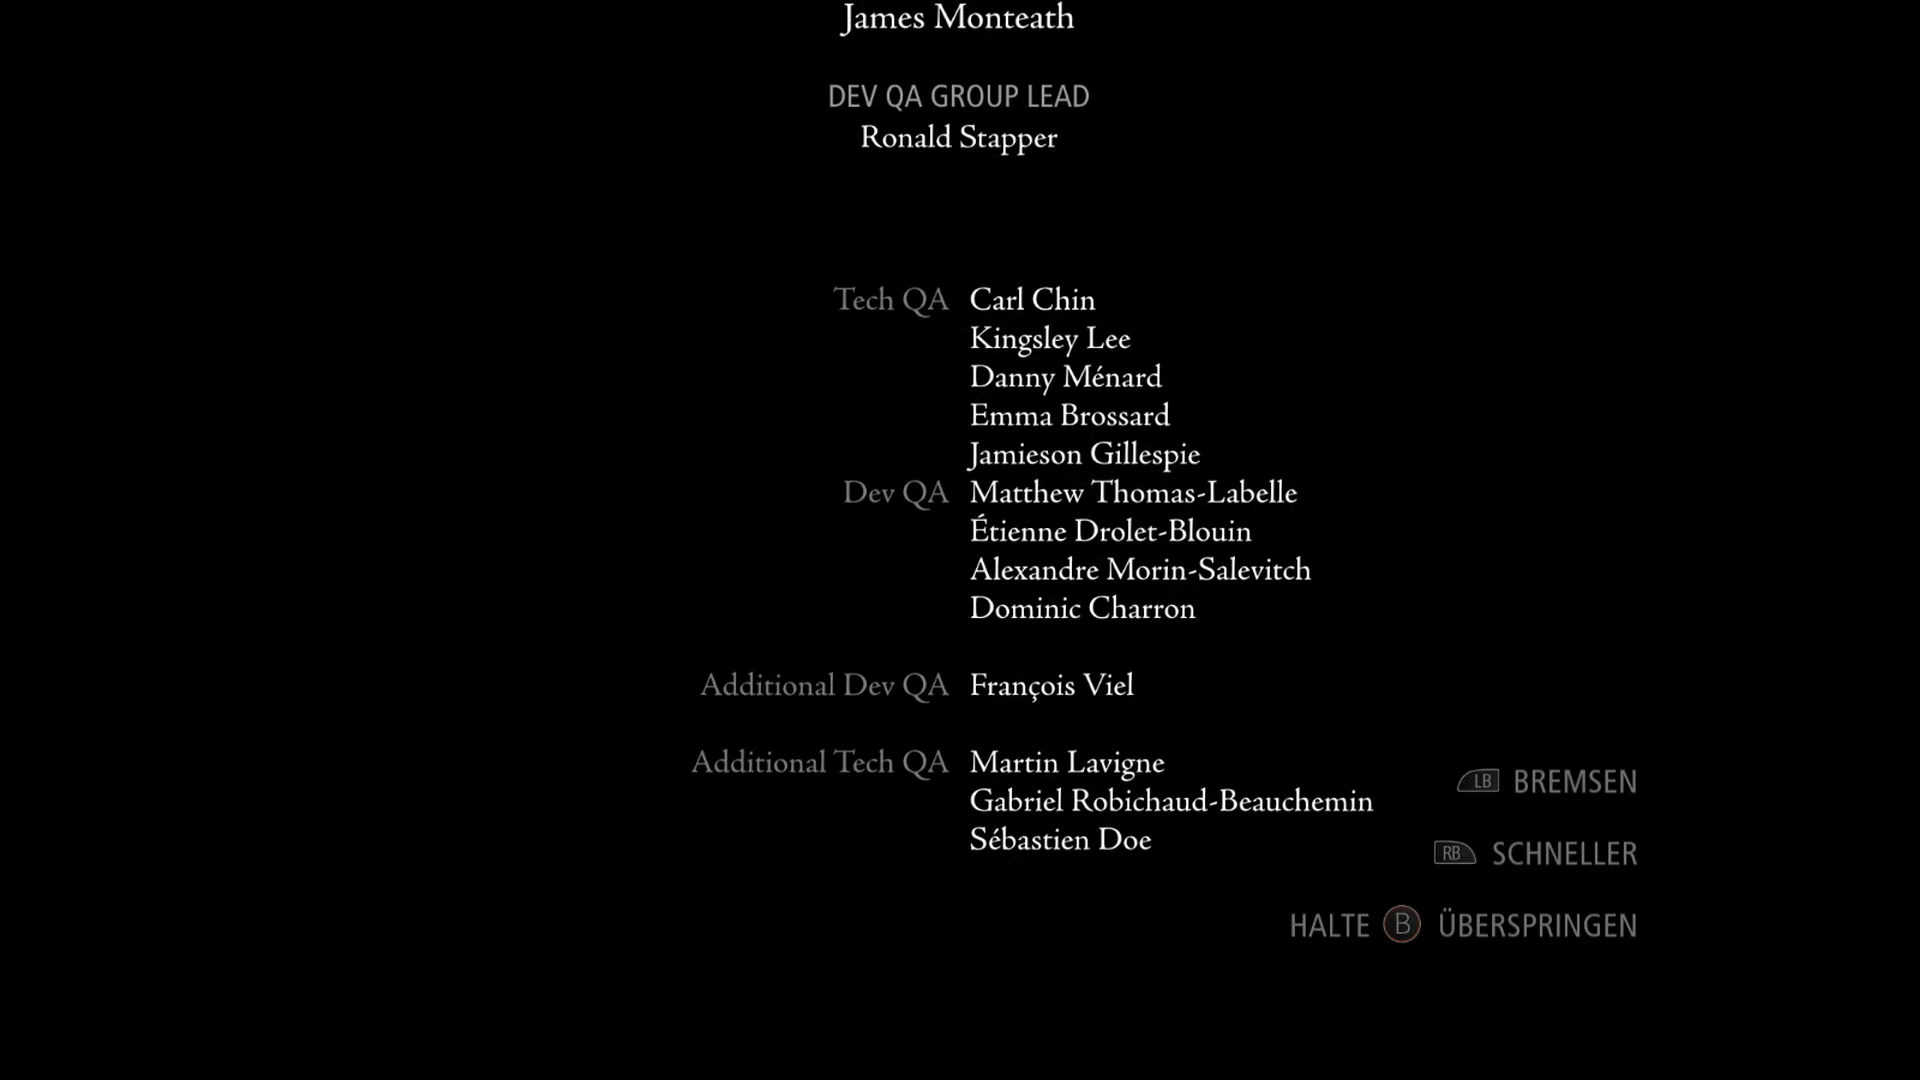 James Monteath
DEV QA GROUP LEAD
Ronald Stapper
Tech QA Carl Chin
Kingsley Lee
Danny Ménard
Emma Brossard
Jamieson Gillespie
Dev QA Matthew Thomas-Labelle
Étienne Drolet-Blouin
Alexandre Morin-Salevitch
Dominic Charron
Additional Dev QA François Viel
Additional Tech QA Martin Lavigne
Gabriel Robichaud-Beauchemin
Sébastien Doe
LB BREMSEN
RB SCHNELLER
HALTE B ÜBERSPRINGEN